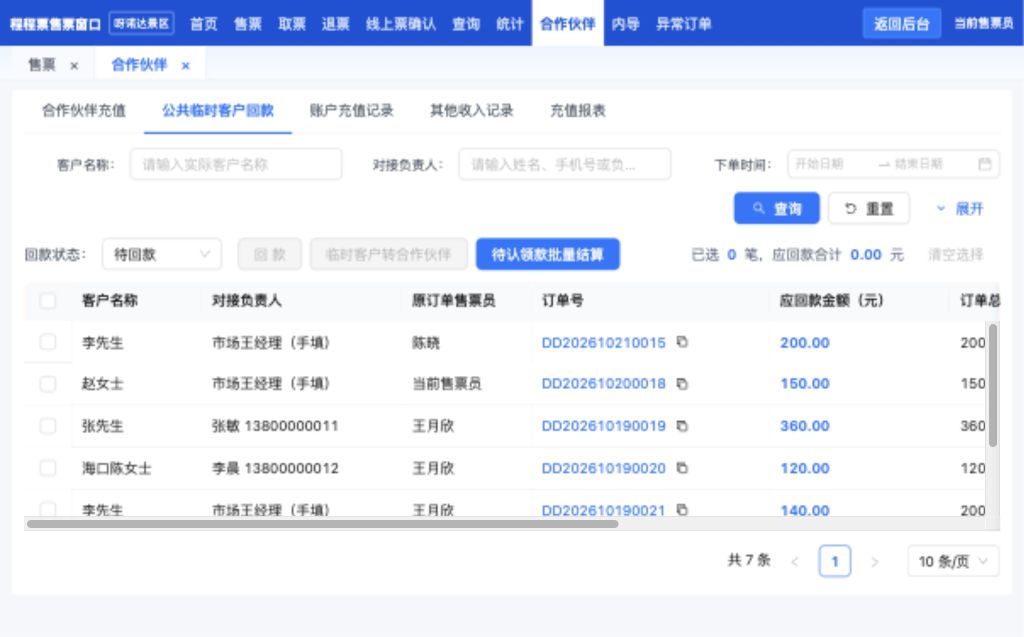 程程票售票窗口 呀诺达景区 首页 售票 取票 退票 线上票确认 查询 统计 合作伙伴 内导 异常订单 返回后台 当前售票员
售票 × 合作伙伴 ×
合作伙伴充值 公共临时客户回款 账户充值记录 其他收入记录 充值报表
客户名称: 请输入实际客户名称 对接负责人: 请输入姓名、手机号或负... 下单时间: 开始日期 → 结束日期
查询 重置 展开
回款状态: 待回款 回 款 临时客户转合作伙伴 待认领款批量结算 已选 0 笔, 应回款合计 0.00 元 清空选择
客户名称 对接负责人 原订单售票员 订单号 应回款金额（元） 订单总
李先生 市场王经理（手填） 陈晓 DD202610210015 200.00 200
赵女士 市场王经理（手填） 当前售票员 DD202610200018 150.00 150
张先生 张敏 13800000011 王月欣 DD202610190019 360.00 360
海口陈女士 李晨 13800000012 王月欣 DD202610190020 120.00 120
李先生 市场王经理（手填） 王月欣 DD202610190021 140.00 200
共 7 条 < 1 > 10 条/页